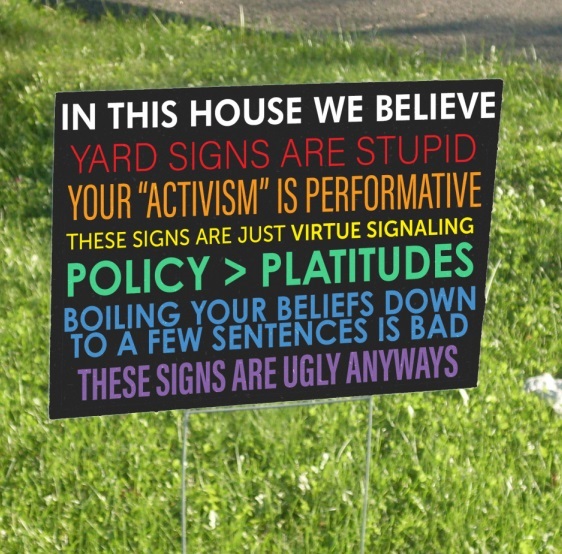 IN THIS HOUSE WE BELIEVE
YARD SIGNS ARE STUPID
YOUR “ACTIVISM” IS PERFORMATIVE
THESE SIGNS ARE JUST VIRTUE SIGNALING
POLICY > PLATITUDES
BOILING YOUR BELIEFS DOWN
TO A FEW SENTENCES IS BAD
THESE SIGNS ARE UGLY ANYWAYS